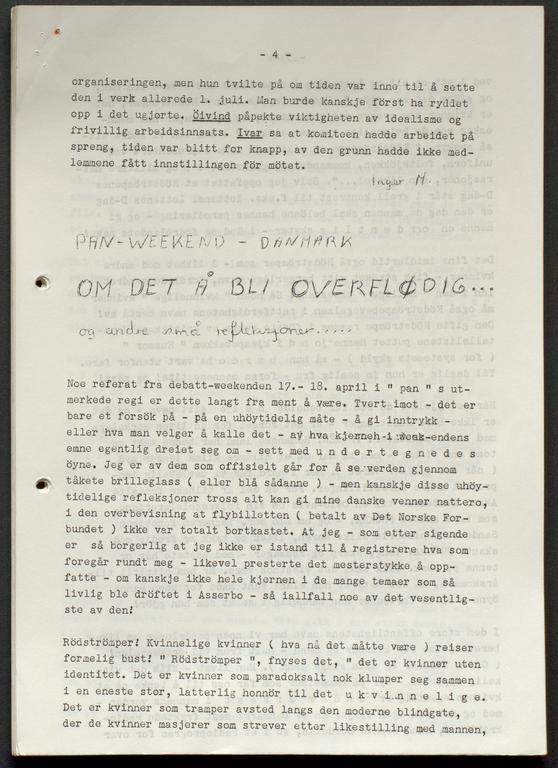 - 4 -
organiseringen, men hun tvilte på om tiden var inne til å sette
den i verk allerede 1. juli. Man burde kanskje först ha ryddet
opp i det ugjorte. Öivind påpekte viktigheten av idealisme og
frivillig arbeidsinnsats. Ivar sa at komiteen hadde arbeidet på
spreng, tiden var blitt for knapp, av den grunn hadde ikke med-
lemmene fått innstillingen för mötet.
Inger M.
PAN-WEEKEND - DANMARK
OM DET Å BLI OVERFLØDIG...
og andre små refleksjoner.....
Noe referat fra debatt-weekenden 17.- 18. april i " pan " s ut-
merkede regi er dette langt fra ment å være. Tvert imot - det er
bare et forsök på - på en uhöytidelig måte - å gi inntrykk -
eller hva man velger å kalle det - av hva kjernen i week-endens
emne egentlig dreiet seg om - sett med u n d e r t e g n e d e s
öyne. Jeg er av dem som offisielt går for å se verden gjennom
tåkete brilleglass ( eller blå sådanne ) - men kanskje disse uhöy-
tidelige refleksjoner tross alt kan gi mine danske venner nattero,
i den overbevisning at flybilletten ( betalt av Det Norske For-
bundet ) ikke var totalt bortkastet. At jeg - som etter sigende
er så borgerlig at jeg ikke er istand til å registrere hva som
foregår rundt meg - likevel presterte det mesterstykke å opp-
fatte - om kanskje ikke hele kjernen i de mange temaer som så
livlig ble dröftet i Asserbo - så iallfall noe av det vesentlig-
ste av den!
Rödströmper! Kvinnelige kvinner ( hva nå det måtte være ) reiser
formelig bust! " Rödströmper ", fnyses det, " det er kvinner uten
identitet. Det er kvinner som paradoksalt nok klumper seg sammen
i en eneste stor, latterlig honnör til det u k v i n n e l i g e.
Det er kvinner som tramper avsted langs den moderne blindgate,
der de kvinner masjerer som strever etter likestilling med mannen,